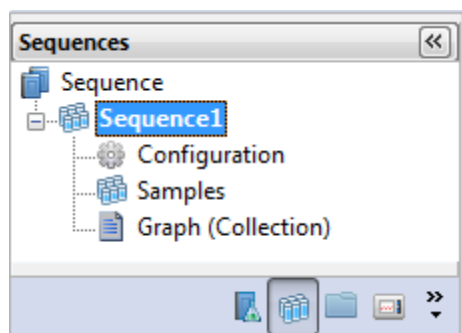 Sequences
Sequence
Sequence1
Configuration
Samples
Graph (Collection)